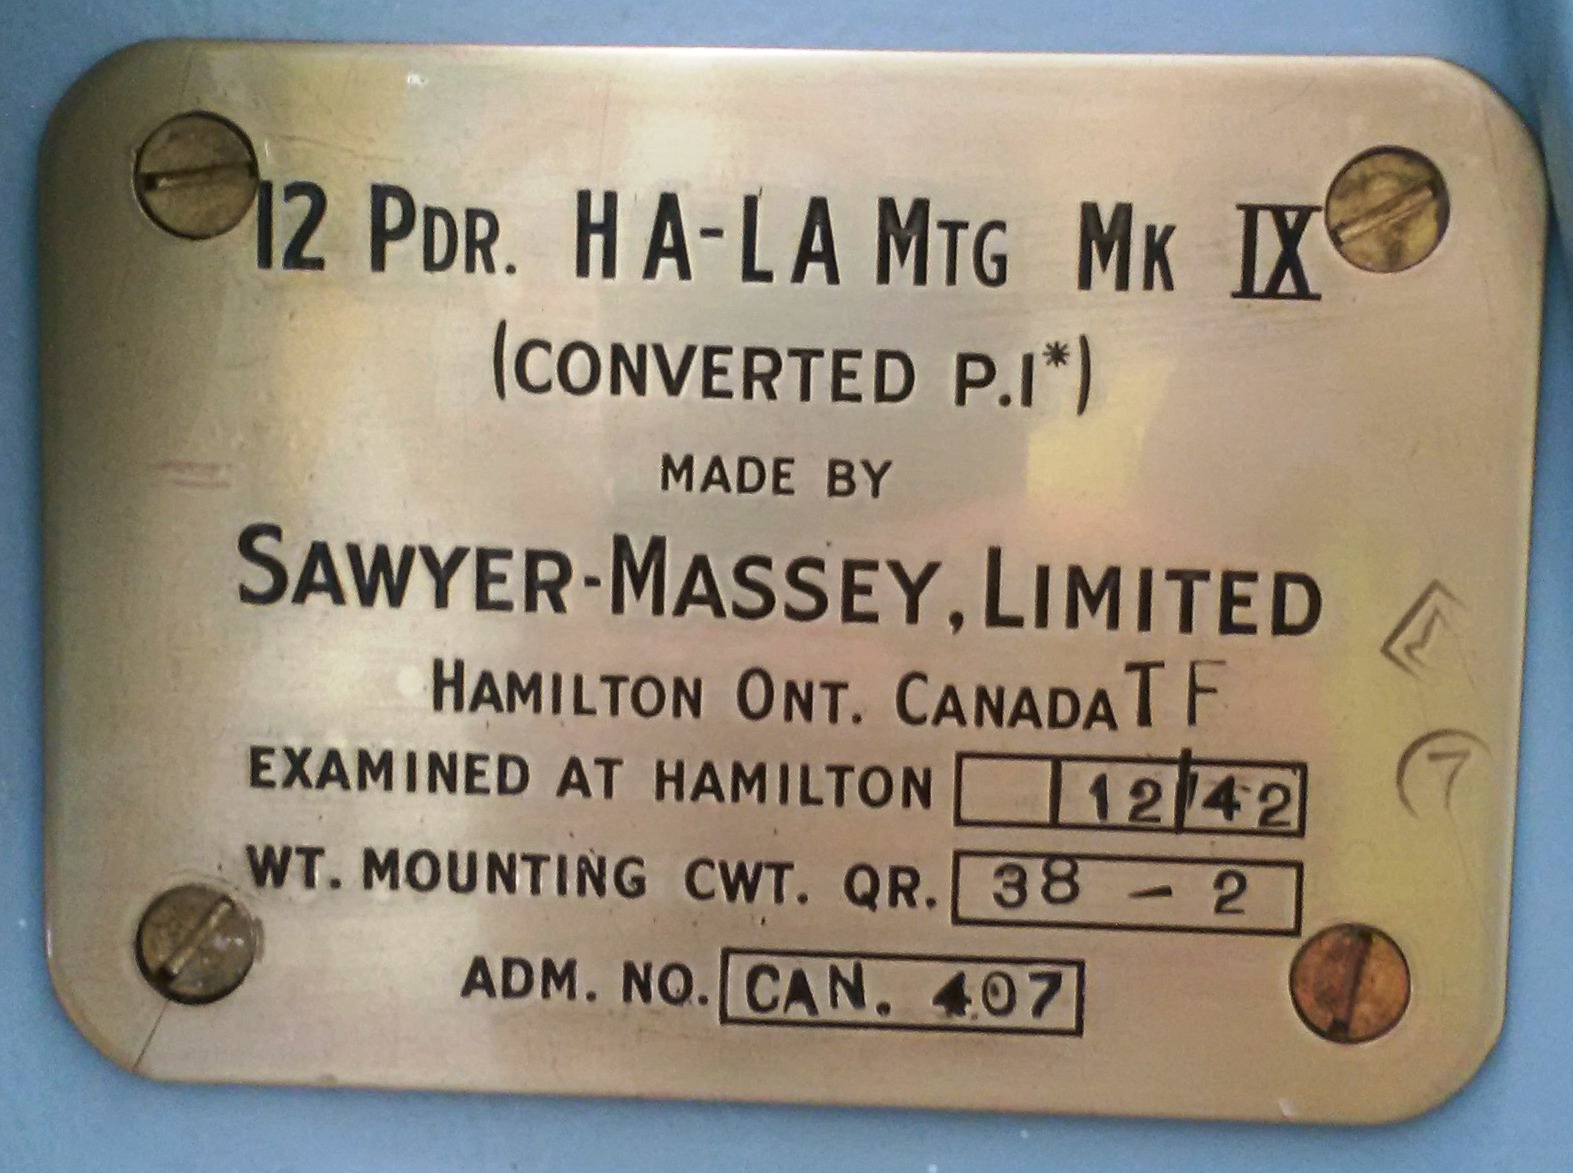 12 PDR. HA-LA MTG MK IX
(CONVERTED P.I*)
MADE BY
SAWYER-MASSEY, LIMITED
HAMILTON ONT. CANADA T F
EXAMINED AT HAMILTON 12/42
WT. MOUNTING CWT. QR. 38 - 2
ADM. NO. CAN. 407
7